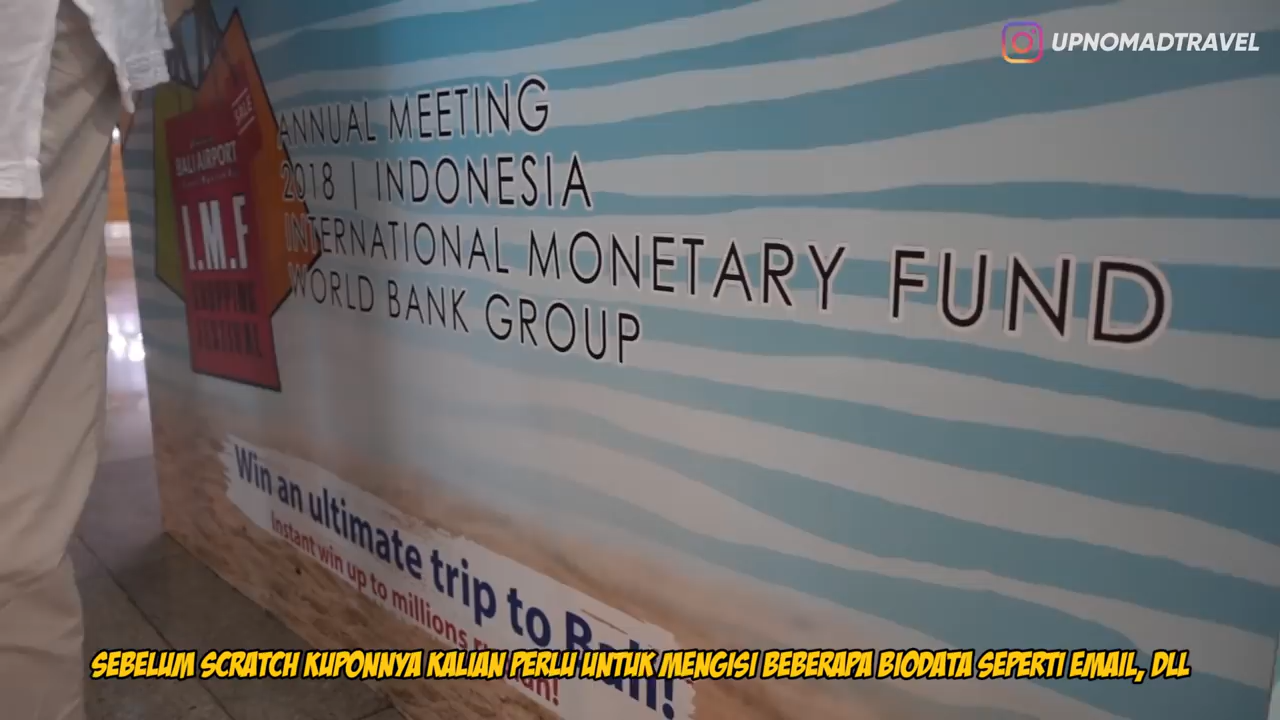 UPNOMADTRAVEL
SALE
BALI AIRPORT
I.M.F
SHOPPING
FESTIVAL
ANNUAL MEETING
2018 | INDONESIA
INTERNATIONAL MONETARY FUND
WORLD BANK GROUP
Win an ultimate trip to Bali!
Instant win up to millions
SEBELUM SCRATCH KUPONNYA KALIAN PERLU UNTUK MENGISI BEBERAPA BIODATA SEPERTI EMAIL, DLL